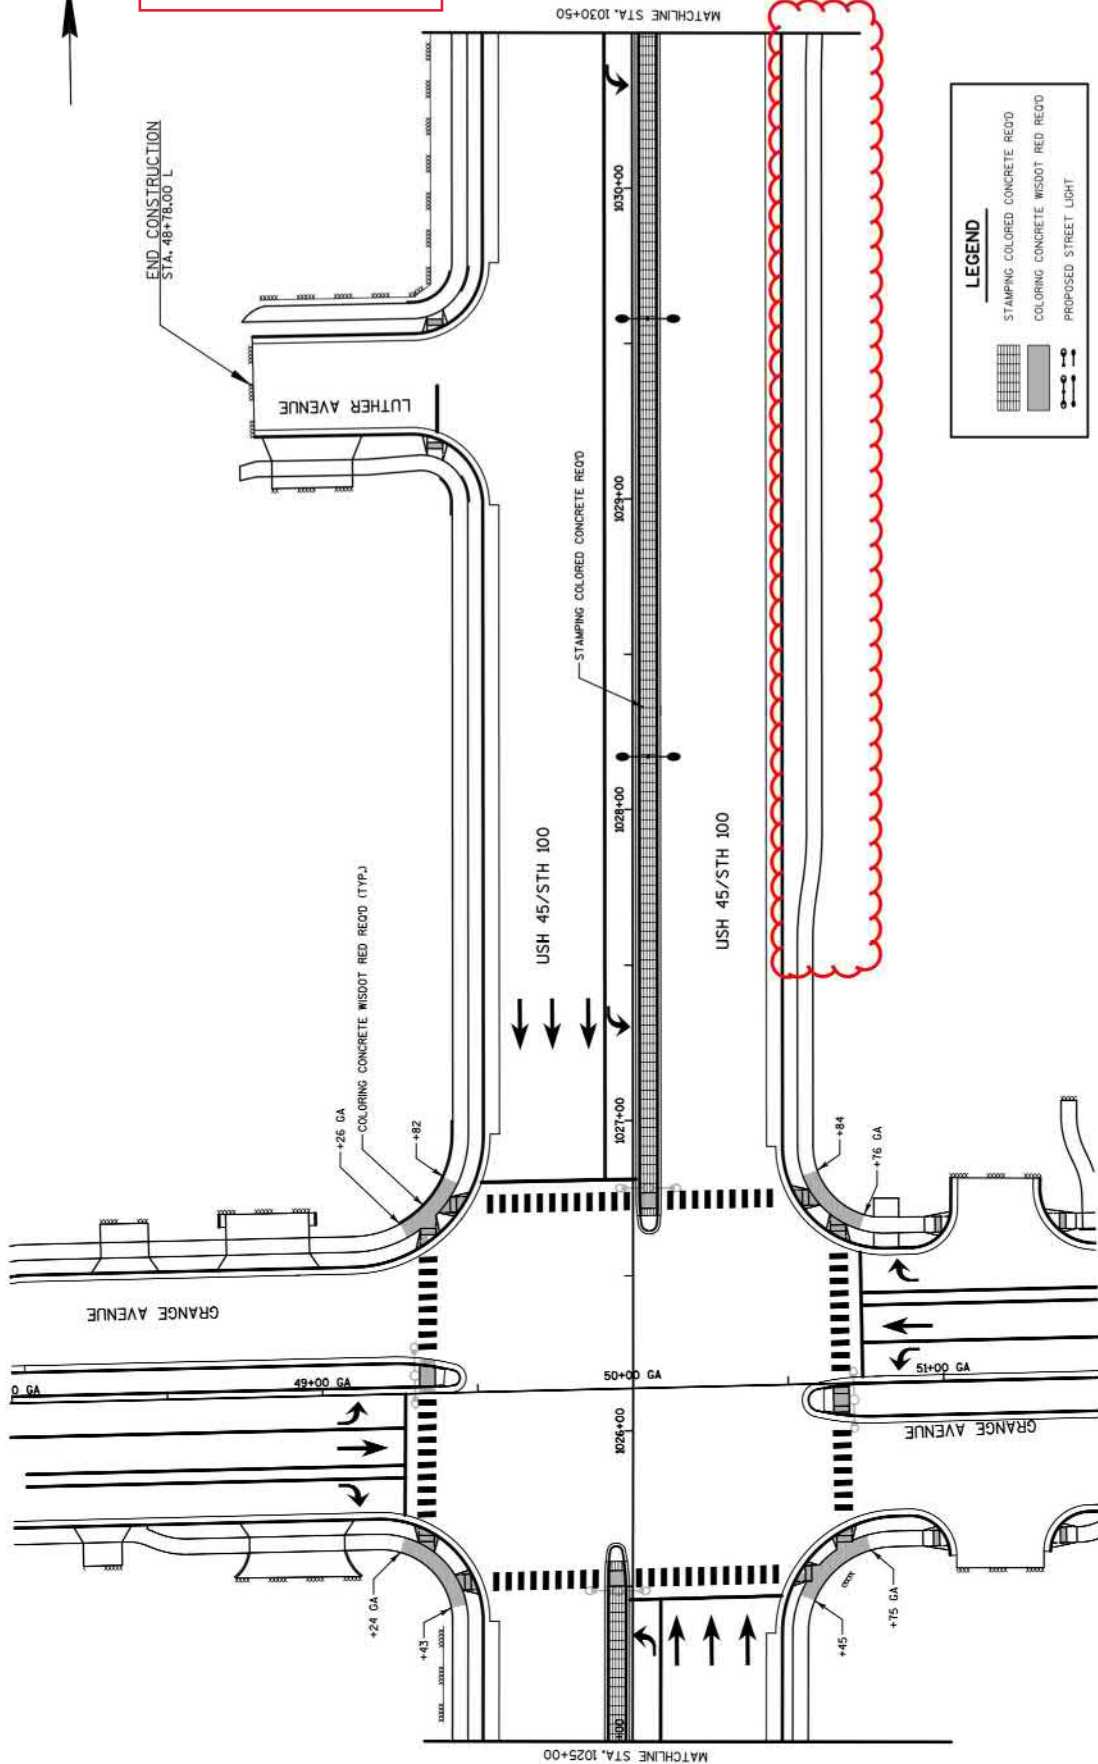 MATCHLINE STA. 1030+50
END CONSTRUCTION
STA. 48+78.00 L
LUTHER AVENUE
1030+00
STAMPING COLORED CONCRETE REQ'D
1029+00
1028+00
USH 45/STH 100
USH 45/STH 100
COLORING CONCRETE WISDOT RED REQ'D (TYP.)
+26 GA
+82
1027+00
+84
+76 GA
GRANGE AVENUE
0 GA
49+00 GA
50+00 GA
51+00 GA
1026+00
GRANGE AVENUE
+24 GA
+43
+45
+75 GA
+00
MATCHLINE STA. 1025+00
LEGEND
STAMPING COLORED CONCRETE REQ'D
COLORING CONCRETE WISDOT RED REQ'D
PROPOSED STREET LIGHT